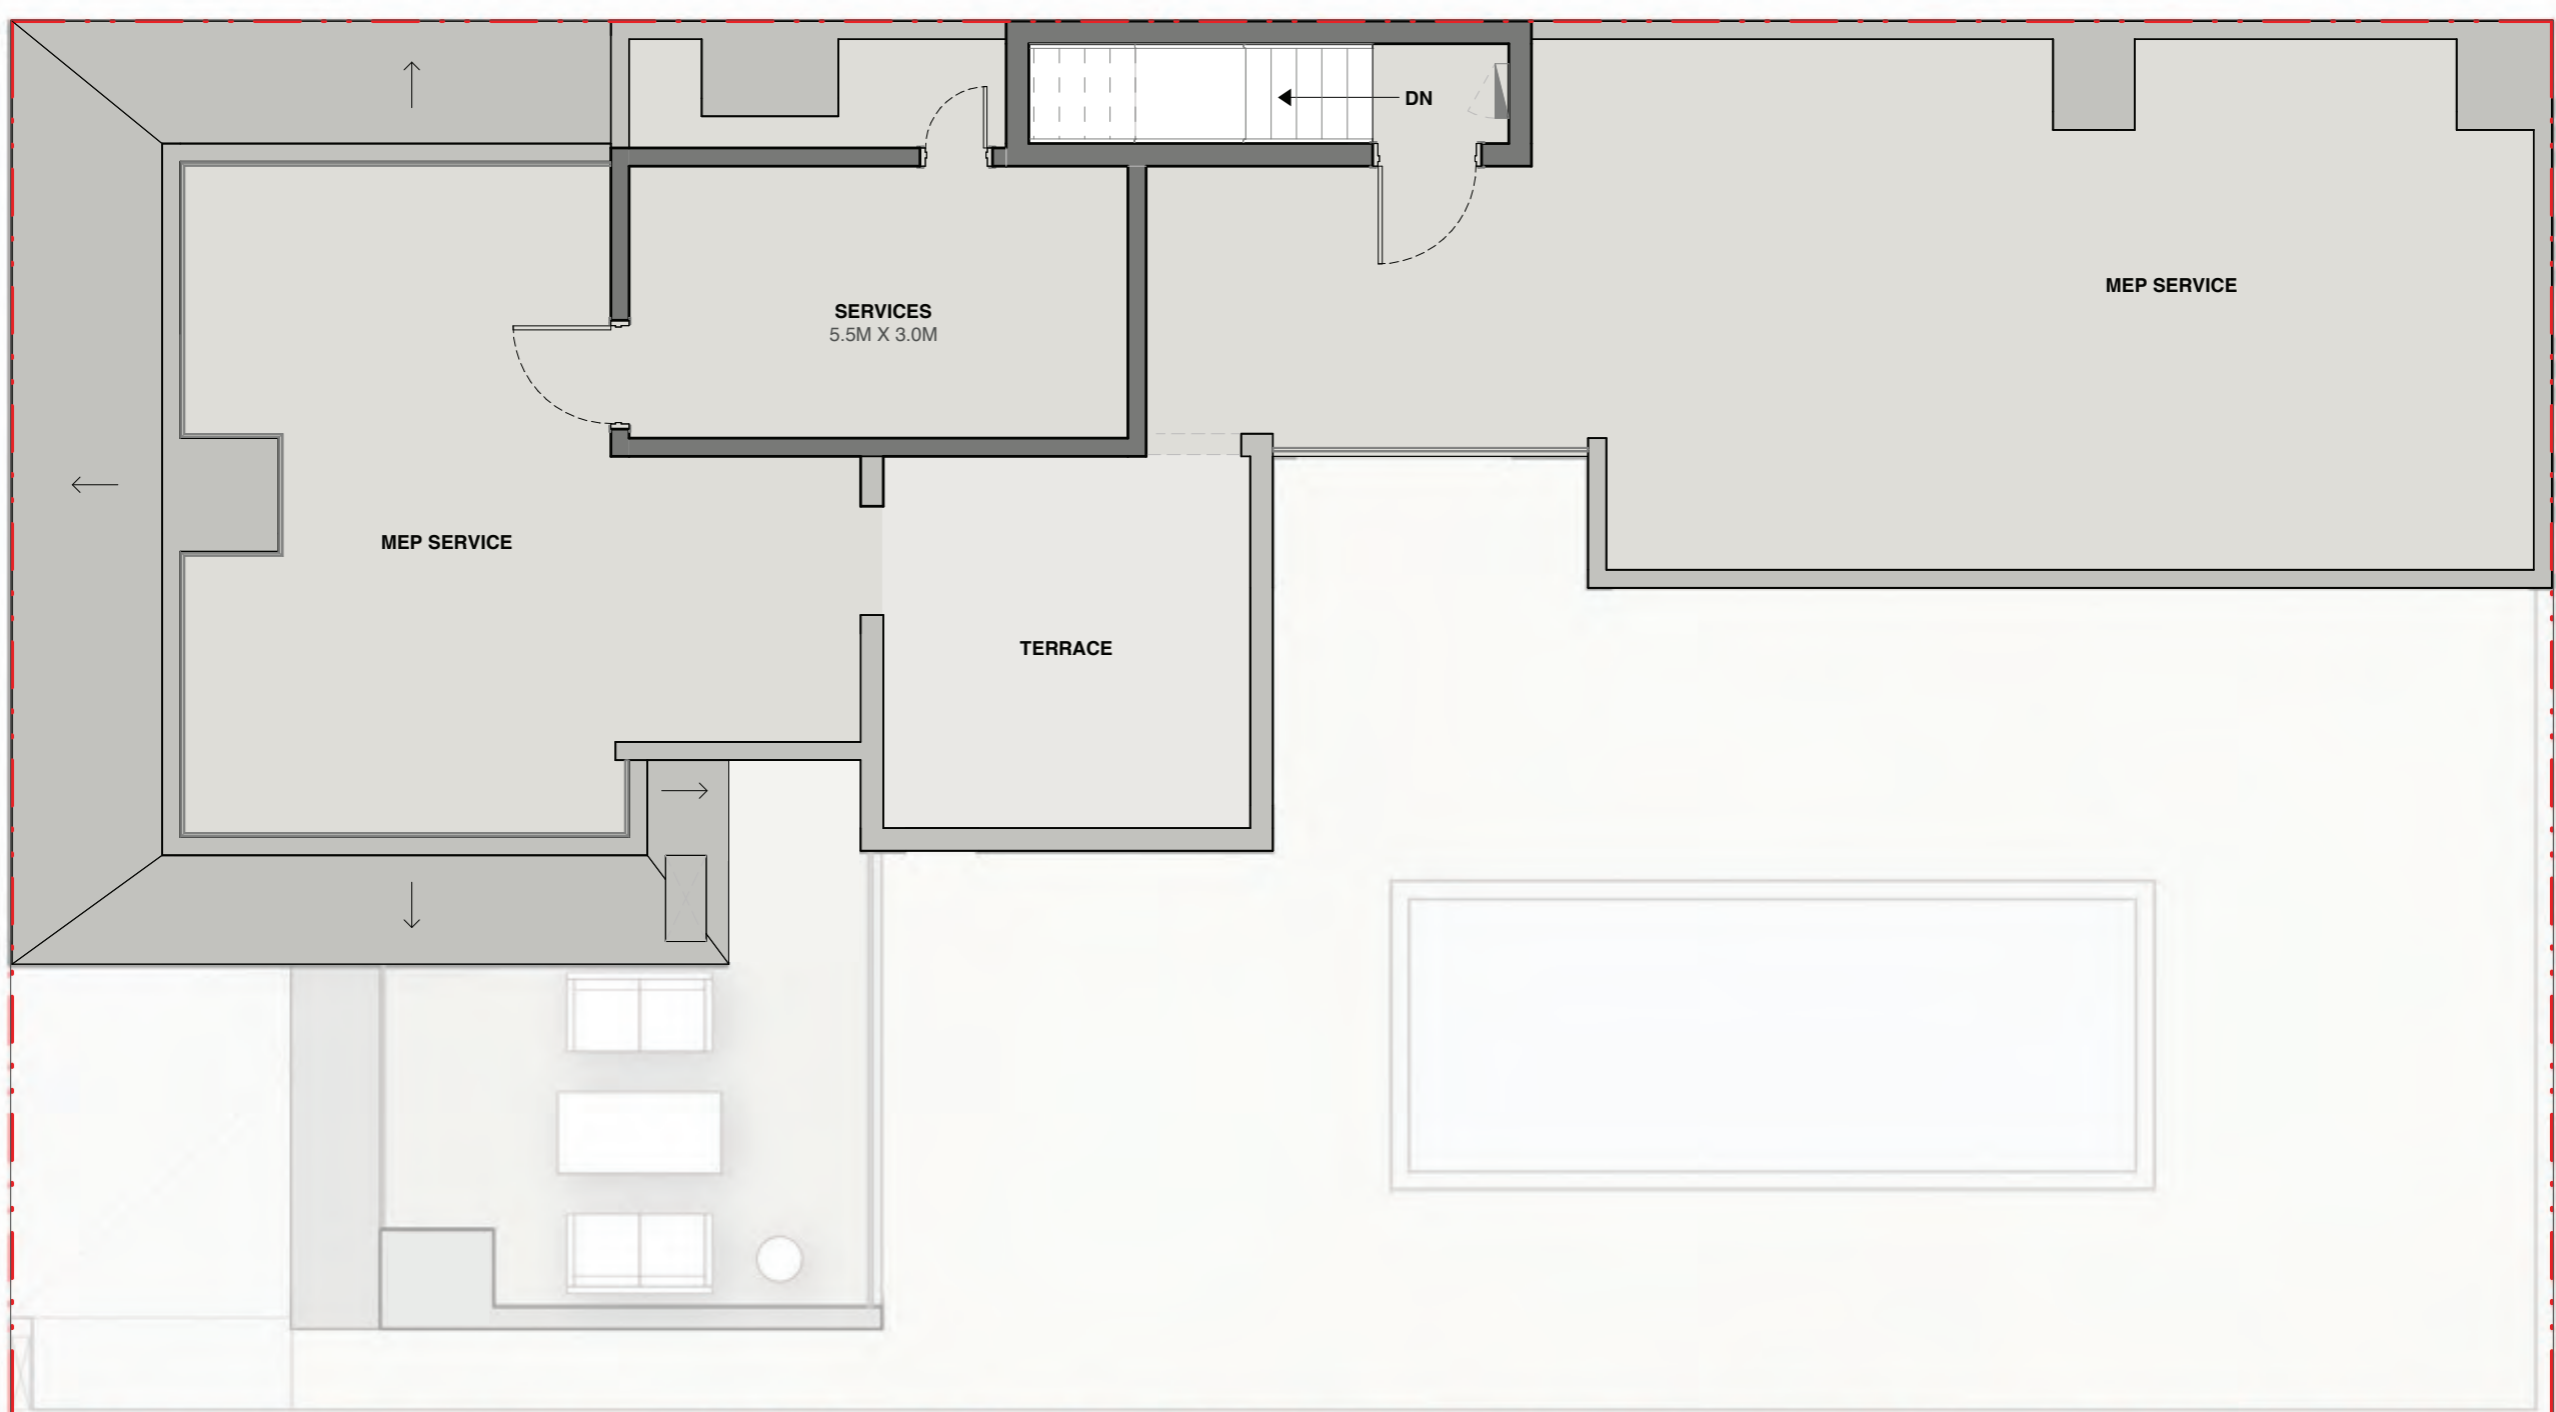 DN
MEP SERVICE
SERVICES
5.5M X 3.0M
MEP SERVICE
TERRACE